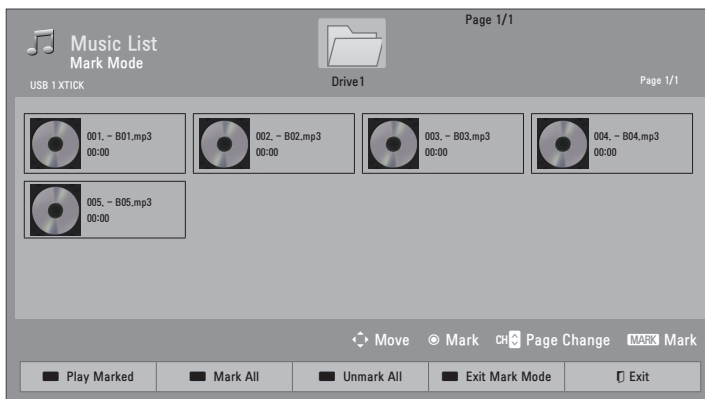 Page 1/1
Music List
Mark Mode
USB 1 XTICK
Drive1
Page 1/1
001. - B01.mp3
00:00
002. - B02.mp3
00:00
003. - B03.mp3
00:00
004. - B04.mp3
00:00
005. - B05.mp3
00:00
Move Mark CH Page Change MARK Mark
Play Marked Mark All Unmark All Exit Mark Mode Exit